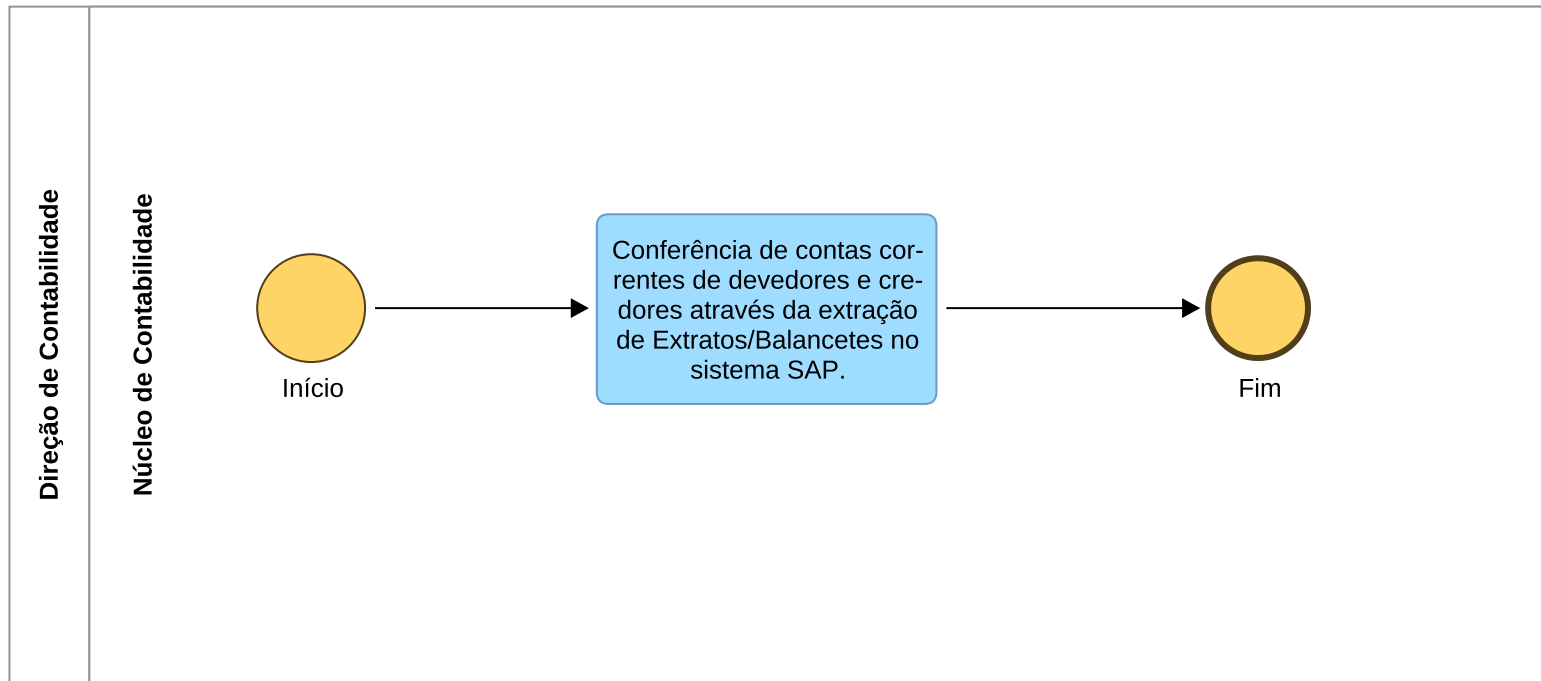 Direção de Contabilidade
Núcleo de Contabilidade
Início
Conferência de contas cor-
rentes de devedores e cre-
dores através da extração
de Extratos/Balancetes no
sistema SAP.
Fim